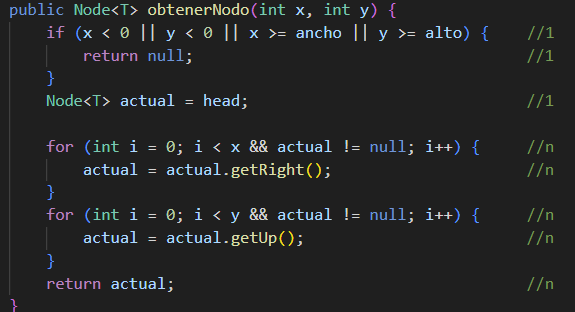 public Node<T> obtenerNodo(int x, int y) {
    if (x < 0 || y < 0 || x >= ancho || y >= alto) {    //1
        return null;                                    //1
    }
    Node<T> actual = head;                              //1

    for (int i = 0; i < x && actual != null; i++) {     //n
        actual = actual.getRight();                     //n
    }
    for (int i = 0; i < y && actual != null; i++) {     //n
        actual = actual.getUp();                        //n
    }
    return actual;                                      //n
}